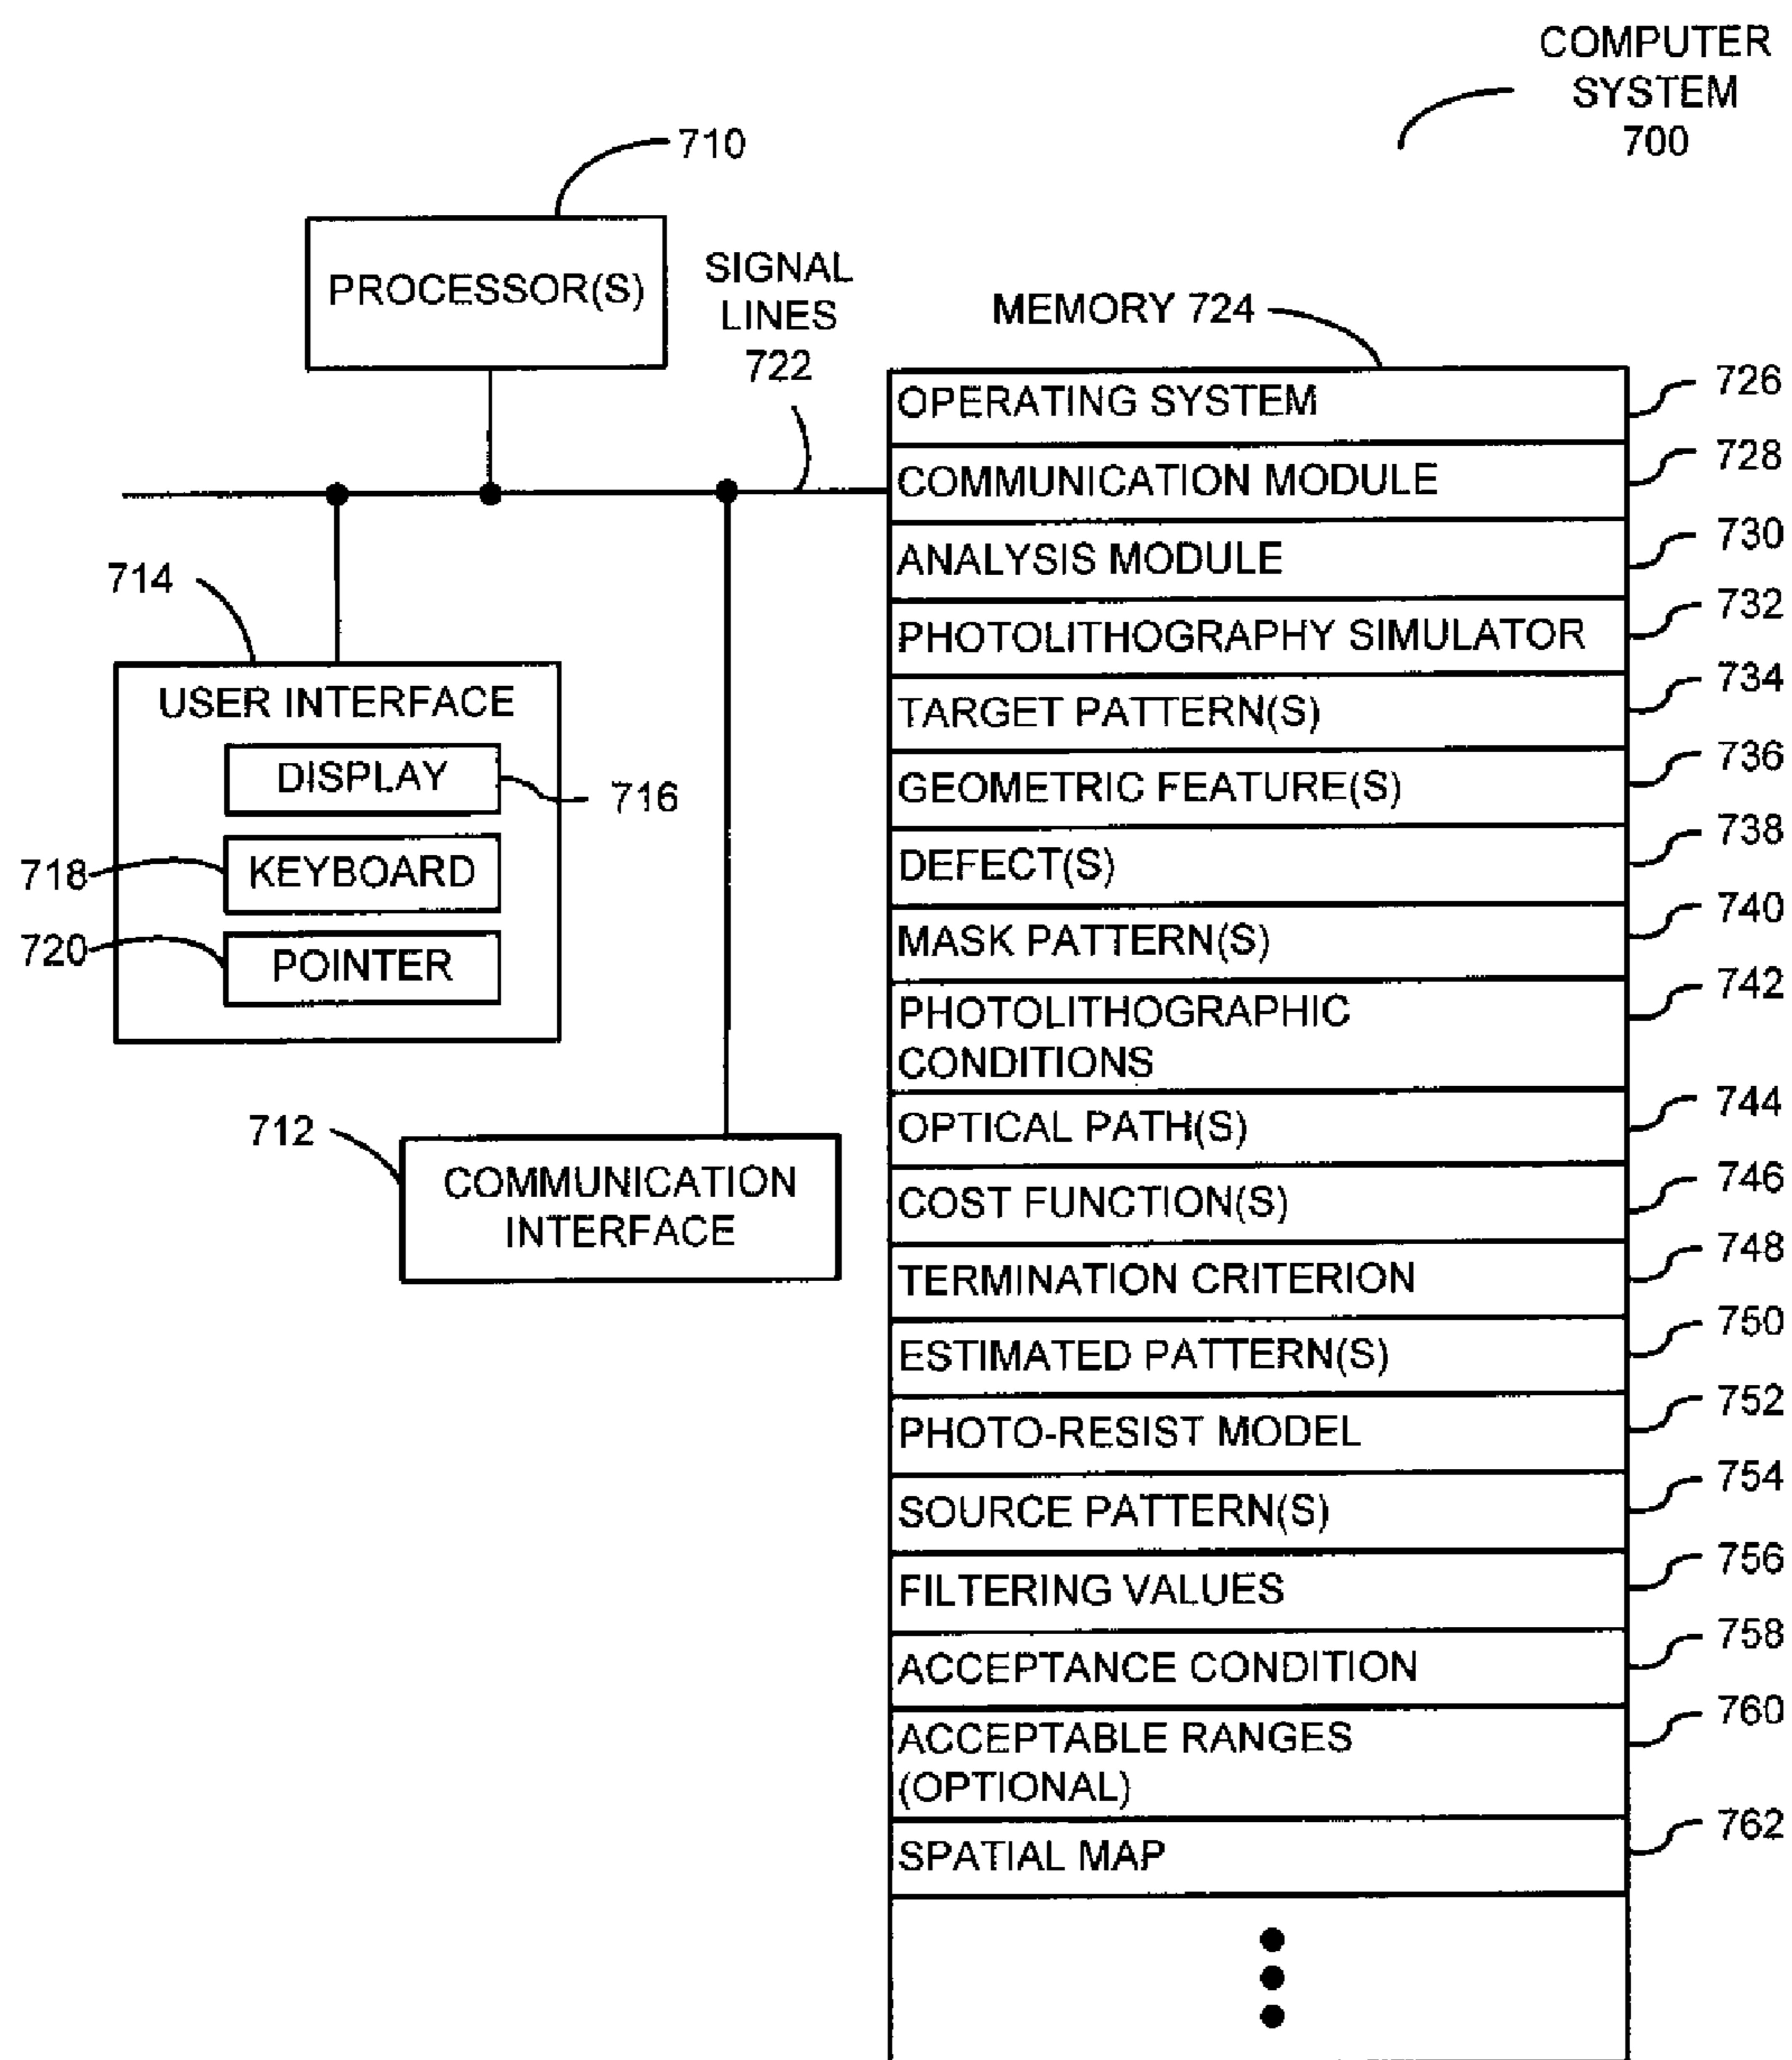 COMPUTER
SYSTEM
700
710
PROCESSOR(S)
SIGNAL
LINES
722
MEMORY 724
OPERATING SYSTEM
726
COMMUNICATION MODULE
728
ANALYSIS MODULE
730
PHOTOLITHOGRAPHY SIMULATOR
732
TARGET PATTERN(S)
734
GEOMETRIC FEATURE(S)
736
DEFECT(S)
738
MASK PATTERN(S)
740
PHOTOLITHOGRAPHIC
CONDITIONS
742
OPTICAL PATH(S)
744
COST FUNCTION(S)
746
TERMINATION CRITERION
748
ESTIMATED PATTERN(S)
750
PHOTO-RESIST MODEL
752
SOURCE PATTERN(S)
754
FILTERING VALUES
756
ACCEPTANCE CONDITION
758
ACCEPTABLE RANGES
(OPTIONAL)
760
SPATIAL MAP
762
714
USER INTERFACE
DISPLAY
716
718
KEYBOARD
720
POINTER
712
COMMUNICATION
INTERFACE